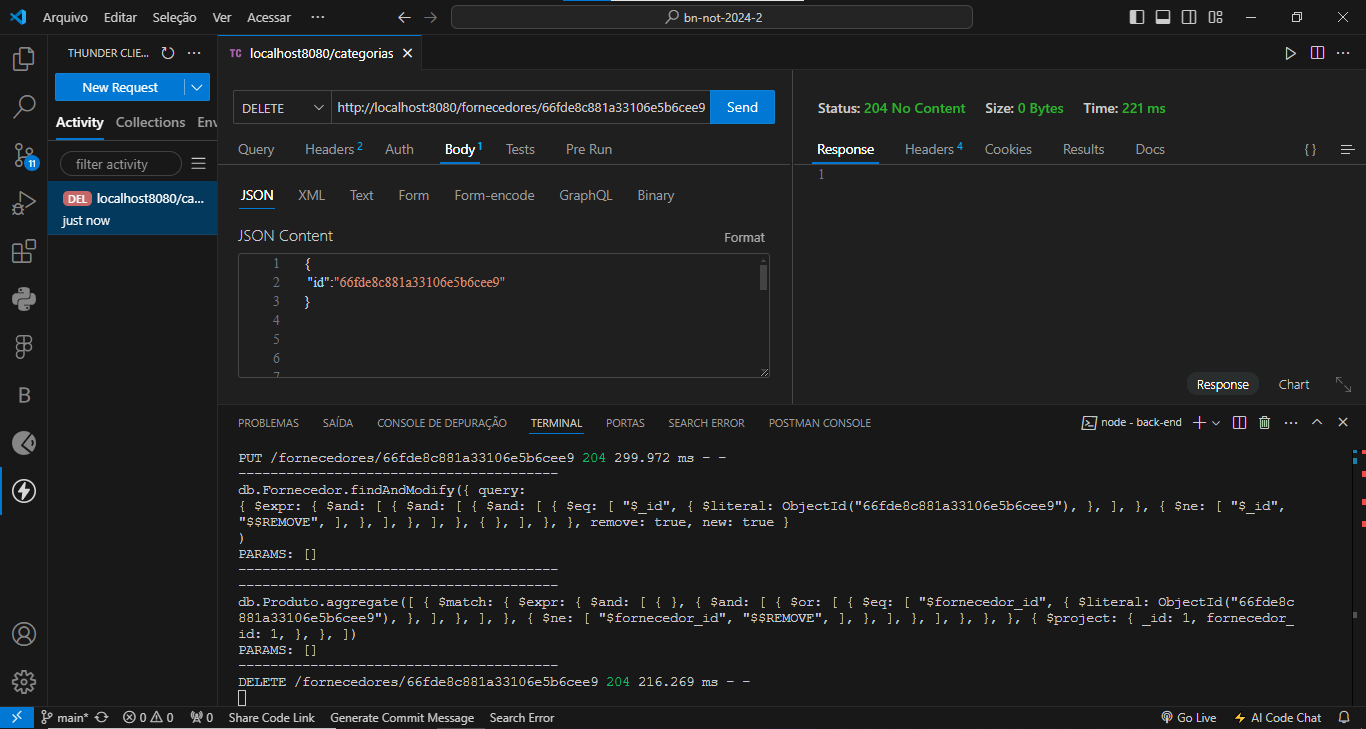 Arquivo Editar Seleção Ver Acessar ··· bn-not-2024-2
THUNDER CLIE... ···
TC localhost8080/categorias
New Request
Activity Collections Env
filter activity
DEL localhost8080/ca...
just now
DELETE http://localhost:8080/fornecedores/66fde8c881a33106e5b6cee9 Send
Query Headers 2 Auth Body 1 Tests Pre Run
JSON XML Text Form Form-encode GraphQL Binary
JSON Content Format
1 {
2 "id":"66fde8c881a33106e5b6cee9"
3 }
4
5
6
7
Status: 204 No Content Size: 0 Bytes Time: 221 ms
Response Headers 4 Cookies Results Docs { }
1
Response Chart
11
B
PROBLEMAS SAÍDA CONSOLE DE DEPURAÇÃO TERMINAL PORTAS SEARCH ERROR POSTMAN CONSOLE node - back-end ···
PUT /fornecedores/66fde8c881a33106e5b6cee9 204 299.972 ms - -
----------------------------------------
db.Fornecedor.findAndModify({ query:
{ $expr: { $and: [ { $and: [ { $and: [ { $eq: [ "$_id", { $literal: ObjectId("66fde8c881a33106e5b6cee9"), }, ], }, { $ne: [ "$_id",
"$$REMOVE", ], }, ], }, ], }, { }, ], }, }, remove: true, new: true }
)
PARAMS: []
----------------------------------------
----------------------------------------
db.Produto.aggregate([ { $match: { $expr: { $and: [ { }, { $and: [ { $or: [ { $eq: [ "$fornecedor_id", { $literal: ObjectId("66fde8c
881a33106e5b6cee9"), }, ], }, ], }, { $ne: [ "$fornecedor_id", "$$REMOVE", ], }, ], }, ], }, }, }, { $project: { _id: 1, fornecedor_
id: 1, }, }, ])
PARAMS: []
----------------------------------------
DELETE /fornecedores/66fde8c881a33106e5b6cee9 204 216.269 ms - -
main* 0 0 0 Share Code Link Generate Commit Message Search Error Go Live AI Code Chat